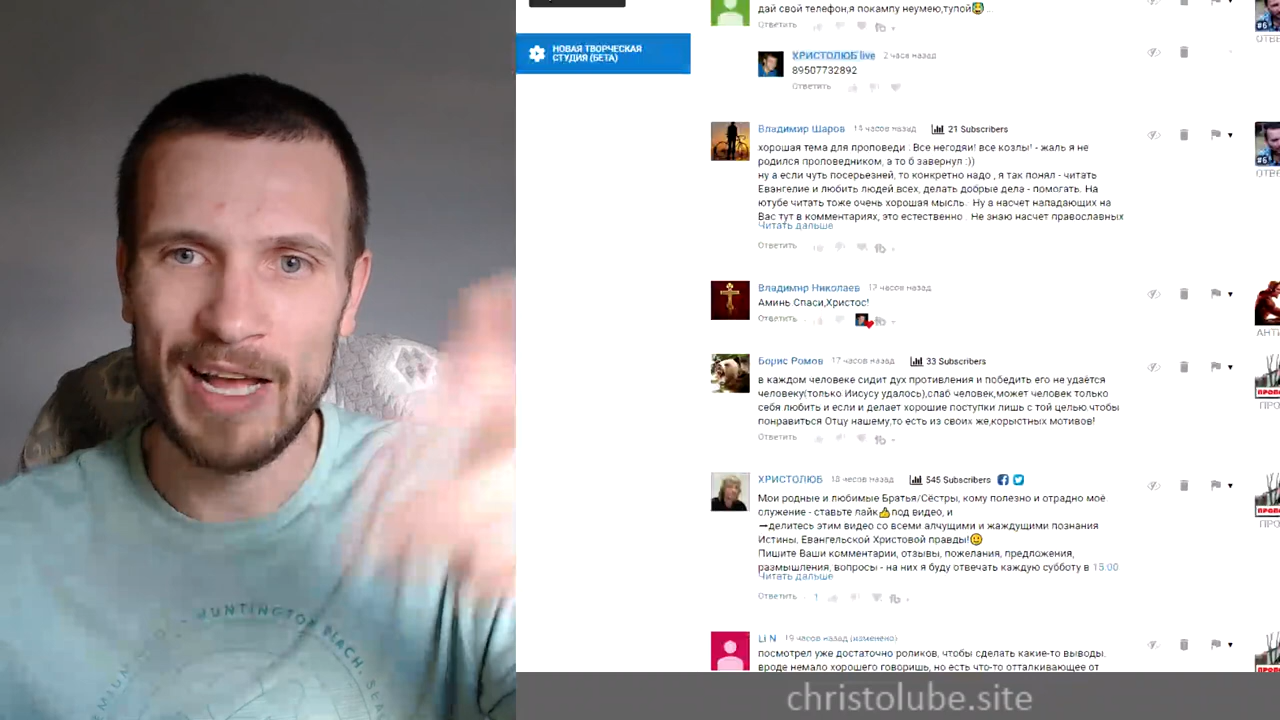 дай свой телефон,я покампу неумею,тупой
Ответить
НОВАЯ ТВОРЧЕСКАЯ
СТУДИЯ (БЕТА)
ХРИСТОЛЮБ live 2 часа назад
89507732892
Ответить
#6
ОТВЕ
Владимир Шаров 14 часов назад 21 Subscribers
хорошая тема для проповеди . Все негодяи! все козлы! - жаль я не
родился проповедником, а то б завернул :))
ну а если чуть посерьезней, то конкретно надо , я так понял - читать
Евангелие и любить людей всех, делать добрые дела - помогать. На
ютубе читать тоже очень хорошая мысль. Ну а насчет нападающих на
Вас тут в комментариях, это естественно . Не знаю насчет православных
Читать дальше
Ответить
#6
ОТВЕ
Владимир Николаев 17 часов назад
Аминь Спаси,Христос!
Ответить
АНТИ
Борис Ромов 17 часов назад 33 Subscribers
в каждом человеке сидит дух противления и победить его не удаётся
человеку(только Иисусу удалось),слаб человек,может человек только
себя любить и если и делает хорошие поступки лишь с той целью.чтобы
понравиться Отцу нашему,то есть из своих же,корыстных мотивов!
Ответить
ПРО
ХРИСТОЛЮБ 18 часов назад 545 Subscribers
Мои родные и любимые Братья/Сёстры, кому полезно и отрадно моё
служение - ставьте лайк под видео, и
делитесь этим видео со всеми алчущими и жаждущими познания
Истины, Евангельской Христовой правды!
Пишите Ваши комментарии, отзывы, пожелания, предложения,
размышления, вопросы - на них я буду отвечать каждую субботу в 15:00
Читать дальше
Ответить 1
ПРО
Li N 19 часов назад (изменено)
посмотрел уже достаточно роликов, чтобы сделать какие-то выводы.
вроде немало хорошего говоришь, но есть что-то отталкивающее от
HUNTINGTON BEACH,
christolube.site